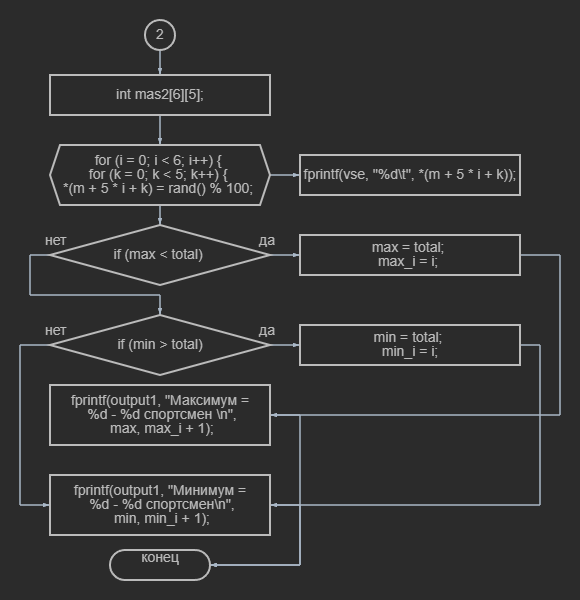 2
int mas2[6][5];
for (i = 0; i < 6; i++) {
for (k = 0; k < 5; k++) {
*(m + 5 * i + k) = rand() % 100;
fprintf(vse, "%d\t", *(m + 5 * i + k));
нет
if (max < total)
да
max = total;
max_i = i;
нет
if (min > total)
да
min = total;
min_i = i;
fprintf(output1, "Максимум =
%d - %d спортсмен \n",
max, max_i + 1);
fprintf(output1, "Минимум =
%d - %d спортсмен\n",
min, min_i + 1);
конец